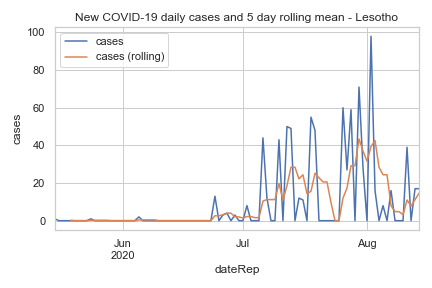 New COVID-19 daily cases and 5 day rolling mean - Lesotho
cases
cases (rolling)
100
80
60
40
20
0
cases
Jun
2020
Jul
Aug
dateRep